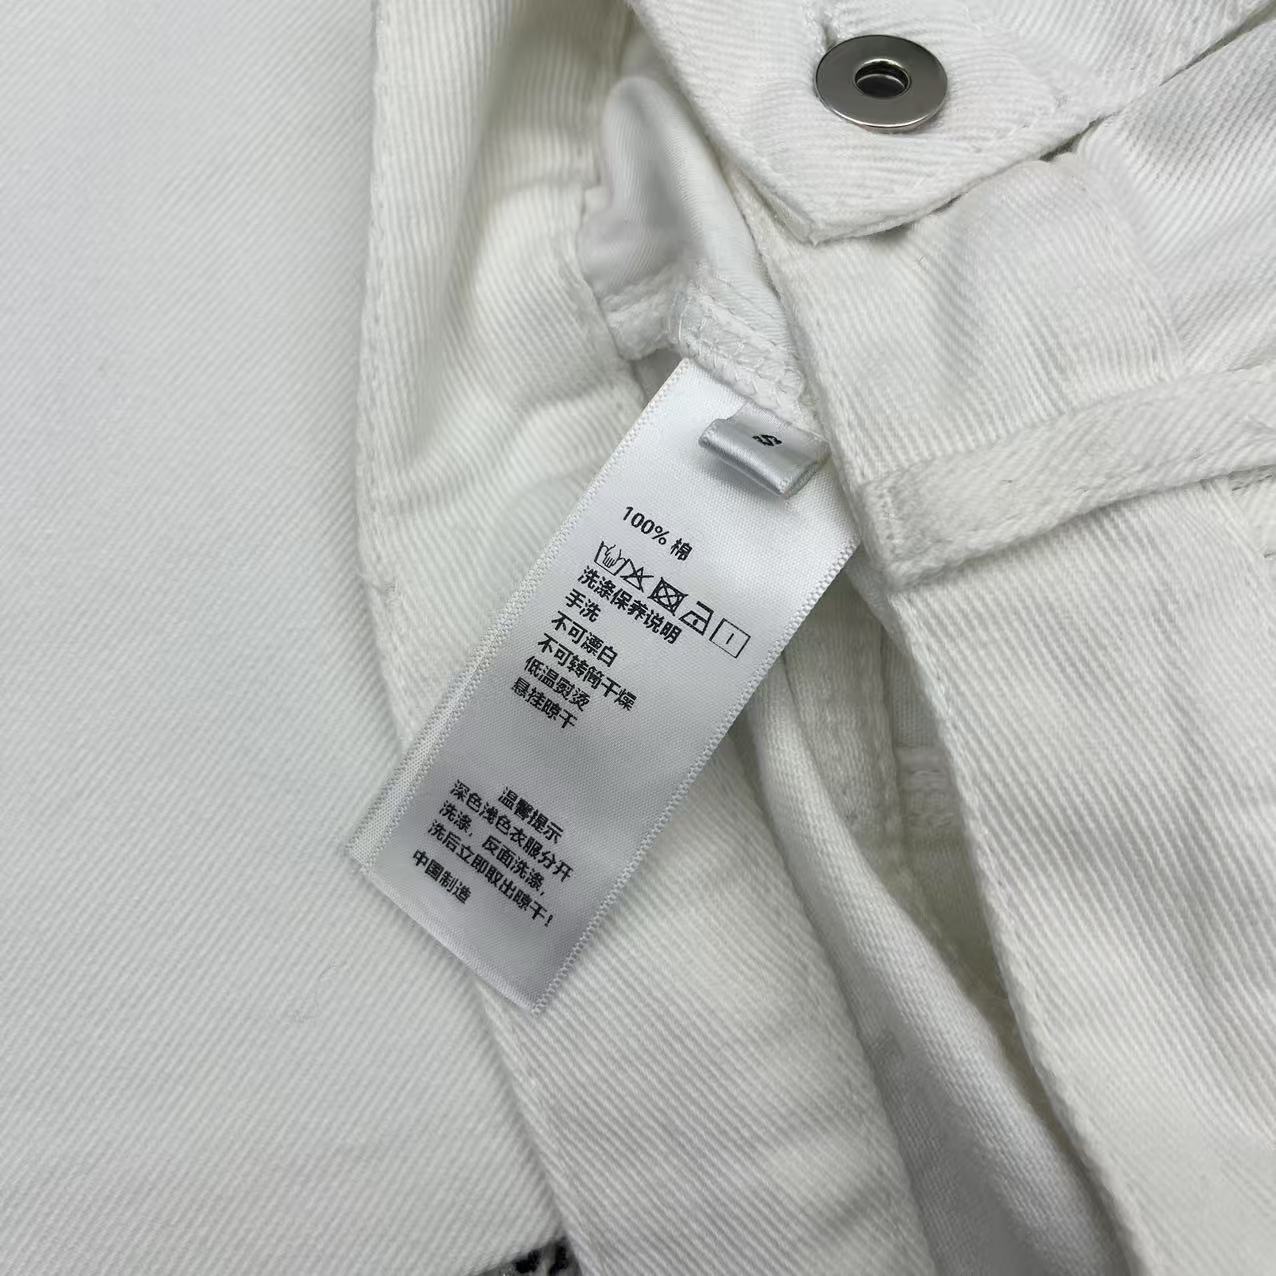 S
100% 棉
洗涤保养说明
手洗
不可漂白
不可转筒干燥
低温熨烫
悬挂晾干
温馨提示
深色浅色衣服分开
洗涤，反面洗涤，
洗后立即取出晾干！
中国制造